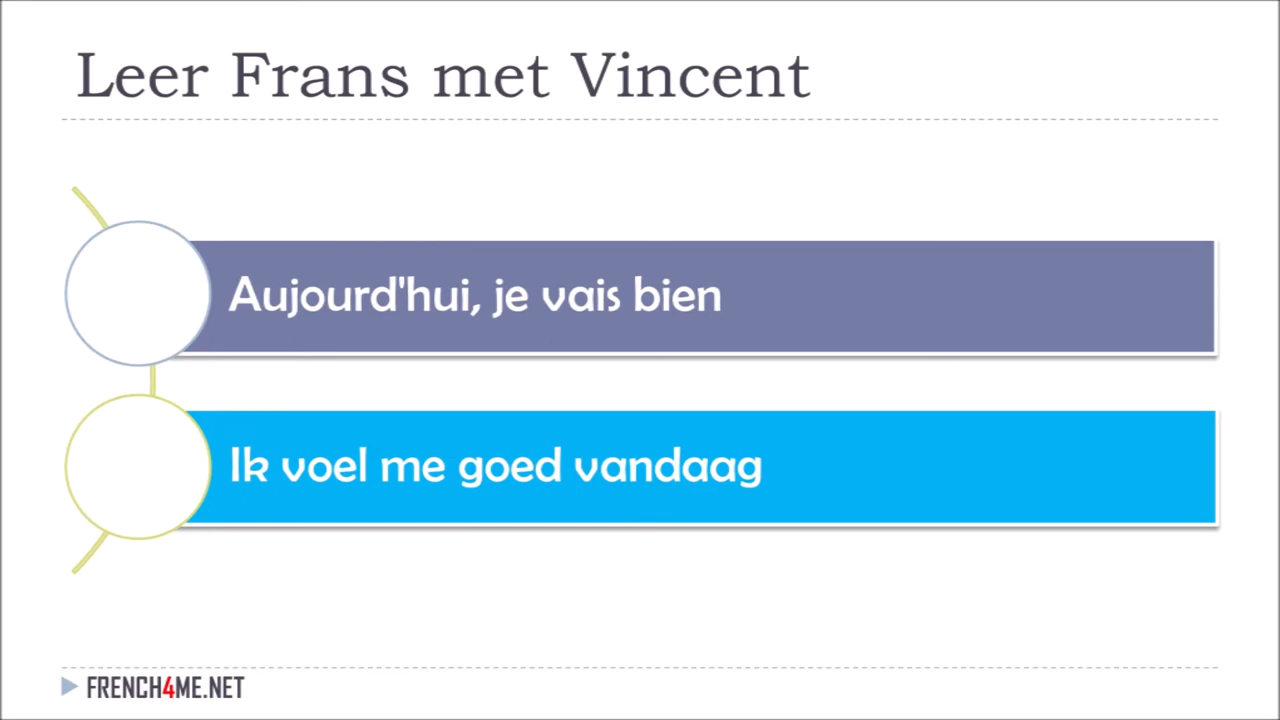 Leer Frans met Vincent
Aujourd'hui, je vais bien
Ik voel me goed vandaag
FRENCH4ME.NET